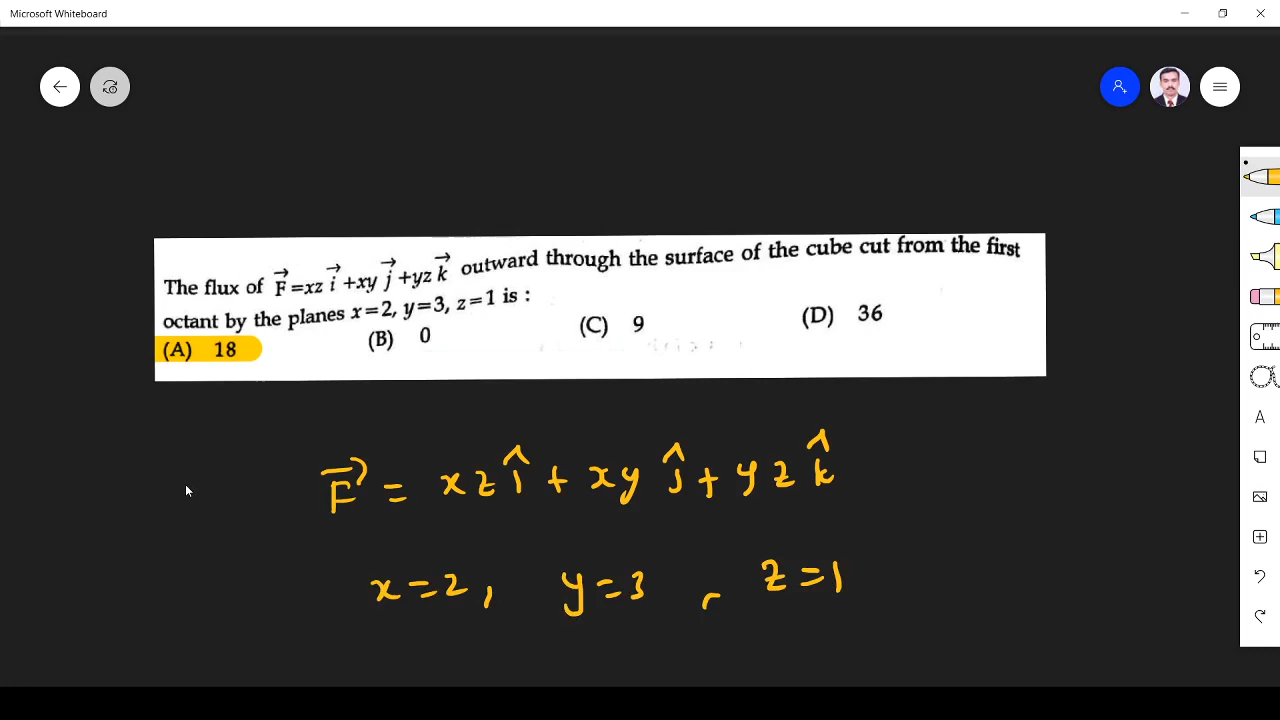 Microsoft Whiteboard
The flux of F⃗=xz i⃗ +xy j⃗ +yz k⃗ outward through the surface of the cube cut from the first
octant by the planes x=2, y=3, z=1 is :
(A) 18 (B) 0 (C) 9 (D) 36
F⃗ = xz î + xy ĵ + yz k̂
x=2, y=3, z=1
A